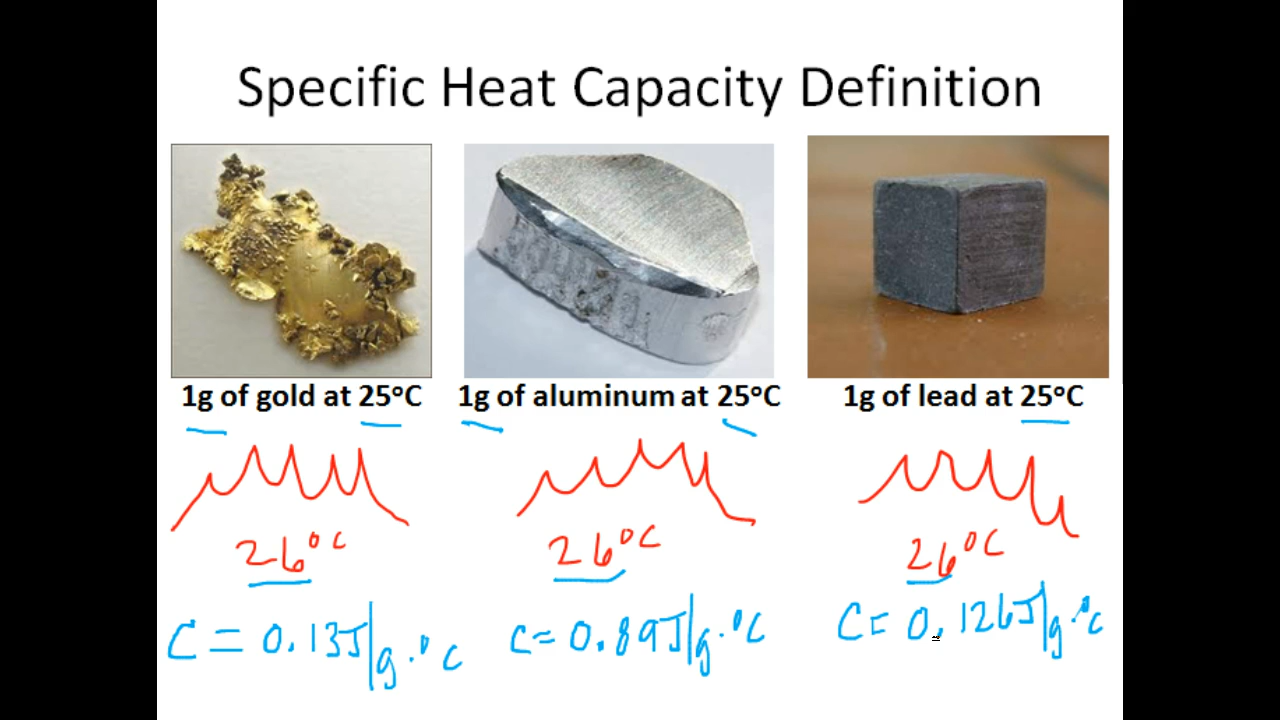 Specific Heat Capacity Definition
1g of gold at 25°C
1g of aluminum at 25°C
1g of lead at 25°C
26°C
26°C
26°C
C = 0.13J/g·°C
C= 0.89J/g·°C
C= 0.126J/g·°C